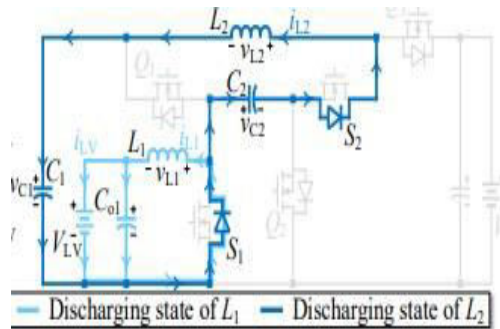 L2
iL2
- vL2 +
Q1
C2
+ -
vC2
S2
iLV
L1
iL1
- vL1 +
vC1
C1
+
-
Co1
+
-
VLV
+
-
Q2
S1
Discharging state of L1
Discharging state of L2